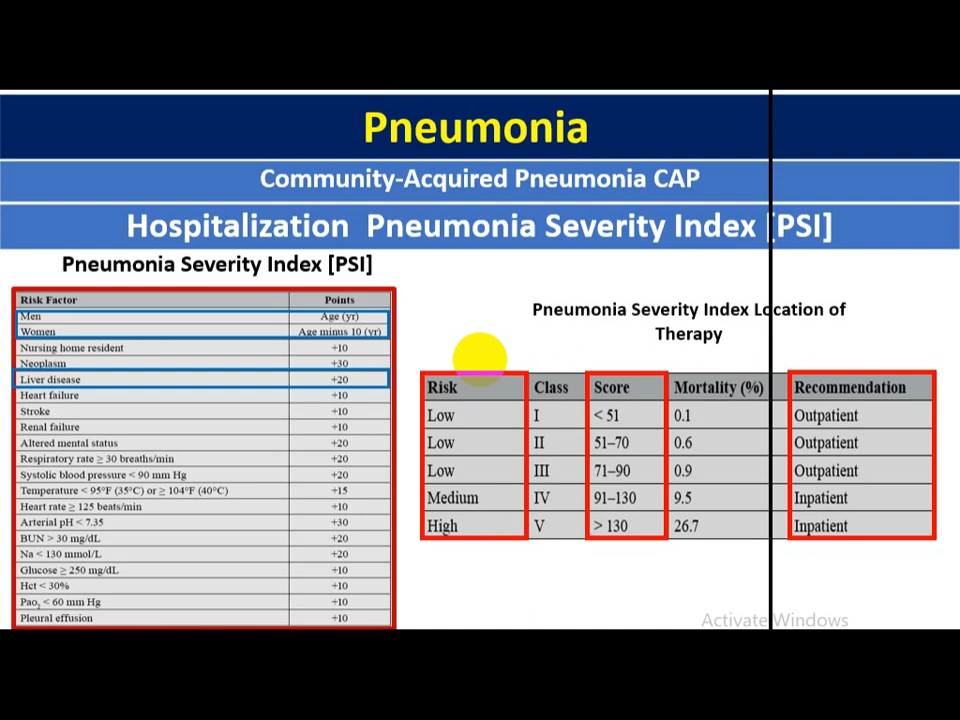 Pneumonia
Community-Acquired Pneumonia CAP
Hospitalization Pneumonia Severity Index [PSI]
Pneumonia Severity Index [PSI]
Risk Factor Points
Men Age (yr)
Women Age minus 10 (yr)
Nursing home resident +10
Neoplasm +30
Liver disease +20
Heart failure +10
Stroke +10
Renal failure +10
Altered mental status +20
Respiratory rate ≥ 30 breaths/min +20
Systolic blood pressure < 90 mm Hg +20
Temperature < 95°F (35°C) or ≥ 104°F (40°C) +15
Heart rate ≥ 125 beats/min +10
Arterial pH < 7.35 +30
BUN > 30 mg/dL +20
Na < 130 mmol/L +20
Glucose ≥ 250 mg/dL +10
Hct < 30% +10
Pao₂ < 60 mm Hg +10
Pleural effusion +10
Pneumonia Severity Index Location of
Therapy
Risk Class Score Mortality (%) Recommendation
Low I < 51 0.1 Outpatient
Low II 51–70 0.6 Outpatient
Low III 71–90 0.9 Outpatient
Medium IV 91–130 9.5 Inpatient
High V > 130 26.7 Inpatient
Activate Windows